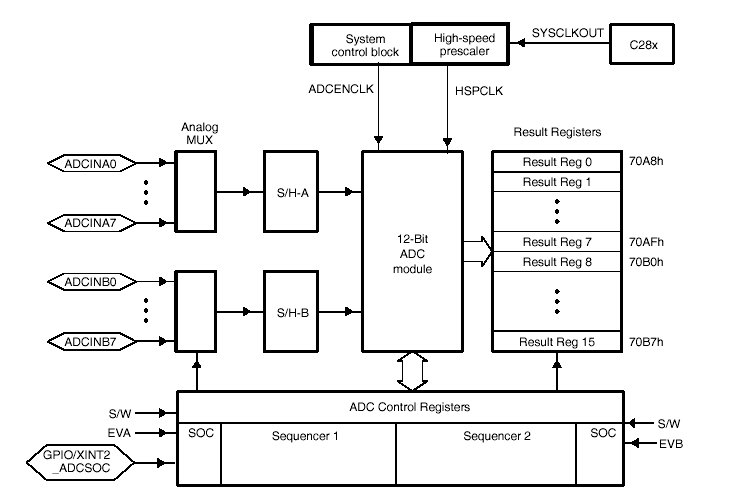 System
control block
High-speed
prescaler
SYSCLKOUT
C28x
ADCENCLK
HSPCLK
Analog
MUX
Result Registers
ADCINA0
ADCINA7
S/H-A
12-Bit
ADC
module
Result Reg 0
70A8h
Result Reg 1
Result Reg 7
70AFh
Result Reg 8
70B0h
Result Reg 15
70B7h
ADCINB0
ADCINB7
S/H-B
ADC Control Registers
S/W
EVA
GPIO/XINT2
_ADCSOC
SOC
Sequencer 1
Sequencer 2
SOC
S/W
EVB